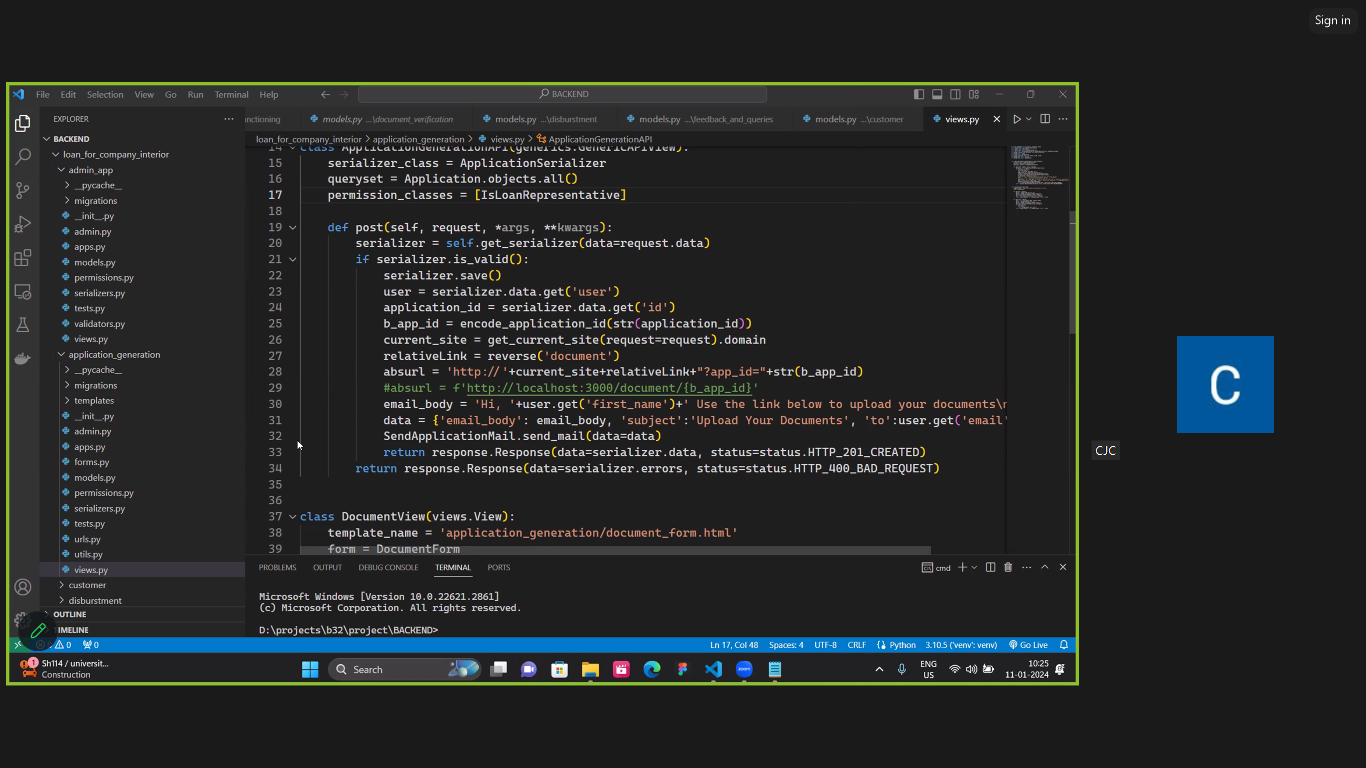 Sign in
File Edit Selection View Go Run Terminal Help
BACKEND
EXPLORER
nctioning
models.py ...\document_verification
models.py ...\disburstment
models.py ...\feedback_and_queries
models.py ...\customer
views.py
BACKEND
loan_for_company_interior
admin_app
__pycache__
migrations
__init__.py
admin.py
apps.py
models.py
permissions.py
serializers.py
tests.py
validators.py
views.py
application_generation
__pycache__
migrations
templates
__init__.py
admin.py
apps.py
forms.py
models.py
permissions.py
serializers.py
tests.py
urls.py
utils.py
views.py
customer
disburstment
OUTLINE
TIMELINE
loan_for_company_interior > application_generation > views.py > ApplicationGenerationAPI
14 class ApplicationGenerationAPI(generics.GenericAPIView):
15 serializer_class = ApplicationSerializer
16 queryset = Application.objects.all()
17 permission_classes = [IsLoanRepresentative]
18
19 def post(self, request, *args, **kwargs):
20 serializer = self.get_serializer(data=request.data)
21 if serializer.is_valid():
22 serializer.save()
23 user = serializer.data.get('user')
24 application_id = serializer.data.get('id')
25 b_app_id = encode_application_id(str(application_id))
26 current_site = get_current_site(request=request).domain
27 relativeLink = reverse('document')
28 absurl = 'http://'+current_site+relativeLink+"?app_id="+str(b_app_id)
29 #absurl = f'http://localhost:3000/document/{b_app_id}'
30 email_body = 'Hi, '+user.get('first_name')+' Use the link below to upload your documents\n
31 data = {'email_body': email_body, 'subject':'Upload Your Documents', 'to':user.get('email'
32 SendApplicationMail.send_mail(data=data)
33 return response.Response(data=serializer.data, status=status.HTTP_201_CREATED)
34 return response.Response(data=serializer.errors, status=status.HTTP_400_BAD_REQUEST)
35
36
37 class DocumentView(views.View):
38 template_name = 'application_generation/document_form.html'
39 form = DocumentForm
PROBLEMS OUTPUT DEBUG CONSOLE TERMINAL PORTS
cmd
Microsoft Windows [Version 10.0.22621.2861]
(c) Microsoft Corporation. All rights reserved.
D:\projects\b32\project\BACKEND>
0 0 Ln 17, Col 48 Spaces: 4 UTF-8 CRLF Python 3.10.5 ('venv': venv) Go Live
1
Sh114 / universit...
Construction
Search
zoom
ENG
US
10:25
11-01-2024
C
CJC